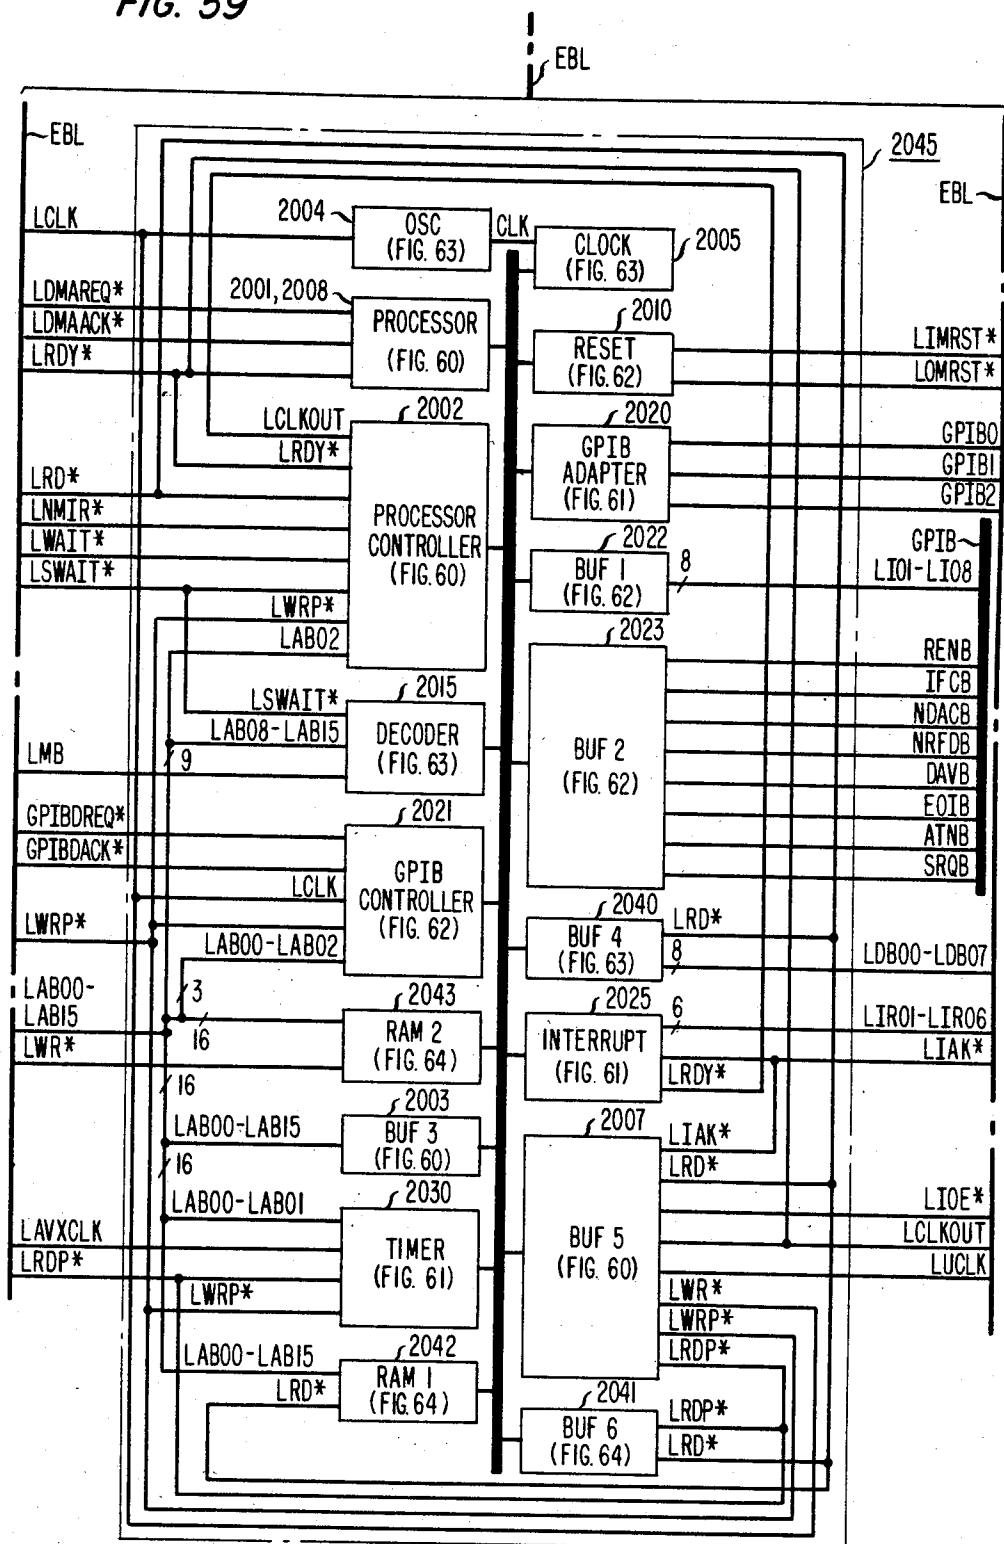 FIG. 59
EBL
EBL
2045
EBL
LCLK
2004
OSC
(FIG. 63)
CLK
CLOCK
(FIG. 63)
2005
LDMAREQ*
LDMAACK*
LRDY*
2001, 2008
PROCESSOR
(FIG. 60)
2010
RESET
(FIG. 62)
LIMRST*
LOMRST*
LCLKOUT
LRDY*
2002
PROCESSOR
CONTROLLER
(FIG. 60)
LRD*
LNMIR*
LWAIT*
LSWAIT*
LWRP*
LAB02
2020
GPIB
ADAPTER
(FIG. 61)
GPIB0
GPIB1
GPIB2
GPIB
2022
BUF 1
(FIG. 62)
8
LIO1-LIO8
2023
BUF 2
(FIG. 62)
RENB
IFCB
NDACB
NRFDB
DAVB
EOIB
ATNB
SRQB
LSWAIT*
LAB08-LAB15
9
LMB
2015
DECODER
(FIG. 63)
GPIBDREQ*
GPIBDACK*
LCLK
LWRP*
LAB00-LAB02
3
2021
GPIB
CONTROLLER
(FIG. 62)
2040
BUF 4
(FIG. 63)
LRD*
8
LDB00-LDB07
LAB00-
LAB15
LWR*
16
16
2043
RAM 2
(FIG. 64)
2025
INTERRUPT
(FIG. 61)
6
LIR01-LIR06
LIAK*
LRDY*
LAB00-LAB15
16
2003
BUF 3
(FIG. 60)
2007
BUF 5
(FIG. 60)
LIAK*
LRD*
LIOE*
LCLKOUT
LUCLK
LWR*
LWRP*
LRDP*
LAB00-LAB01
LAVXCLK
LRDP*
LWRP*
2030
TIMER
(FIG. 61)
LAB00-LAB15
LRD*
2042
RAM 1
(FIG. 64)
2041
BUF 6
(FIG. 64)
LRDP*
LRD*